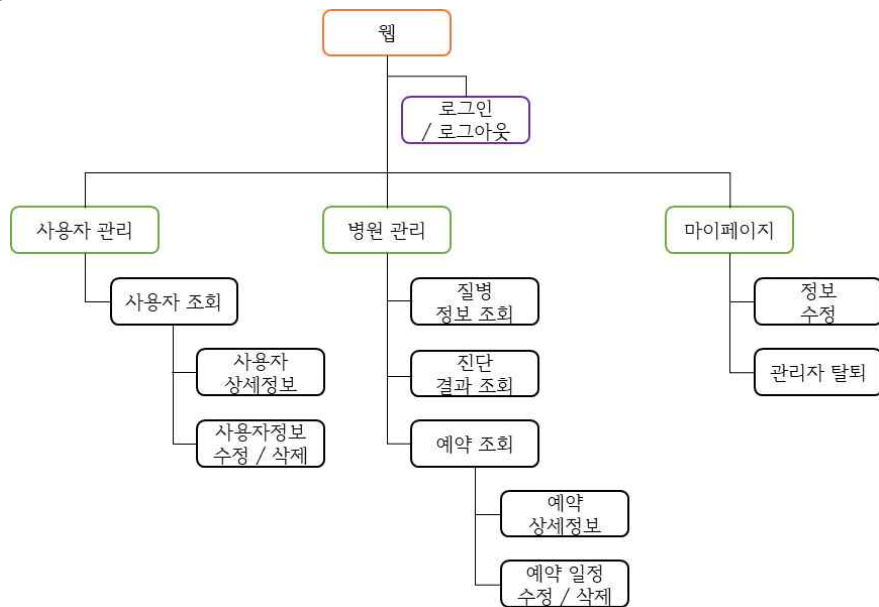 웹
로그인
/ 로그아웃
사용자 관리
병원 관리
마이페이지
사용자 조회
질병
정보 조회
정보
수정
사용자
상세정보
진단
결과 조회
관리자 탈퇴
사용자정보
수정 / 삭제
예약 조회
예약
상세정보
예약 일정
수정 / 삭제